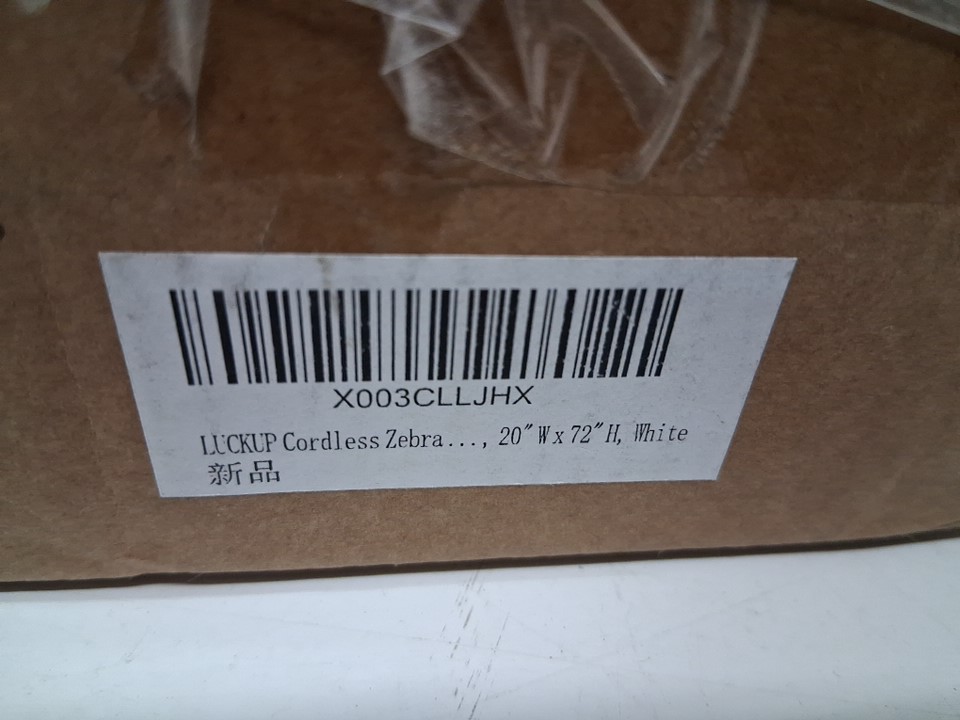 X003CLLJHX
LUCKUP Cordless Zebra..., 20"W x 72"H, White
新品